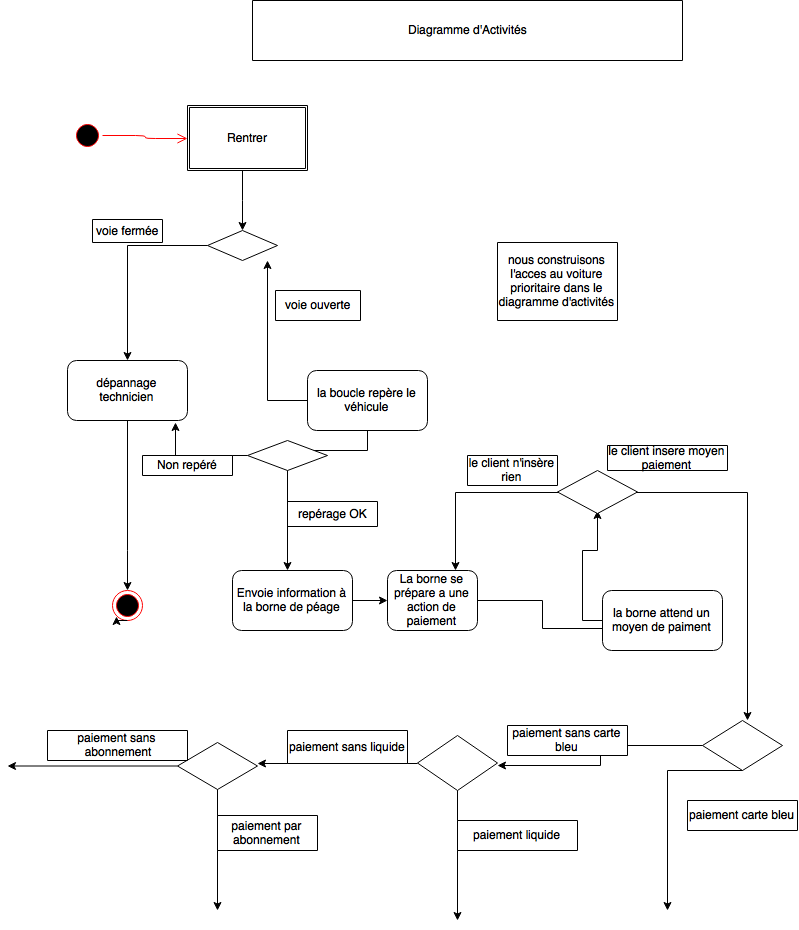 Diagramme d'Activités
Rentrer
voie fermée
nous construisons
l'acces au voiture
prioritaire dans le
diagramme d'activités
voie ouverte
dépannage
technicien
la boucle repère le
véhicule
Non repéré
le client n'insère
rien
le client insere moyen
paiement
repérage OK
Envoie information à
la borne de péage
La borne se
prépare a une
action de
paiement
la borne attend un
moyen de paiment
paiement sans
abonnement
paiement sans liquide
paiement sans carte
bleu
paiement carte bleu
paiement par
abonnement
paiement liquide